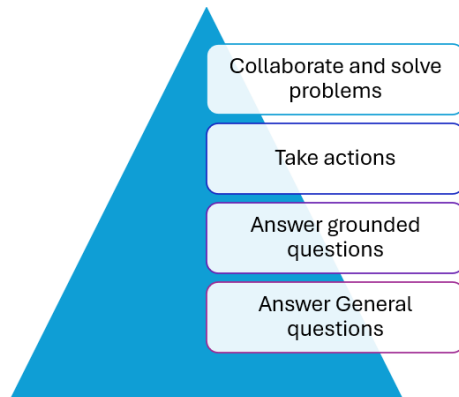 Collaborate and solve
problems
Take actions
Answer grounded
questions
Answer General
questions